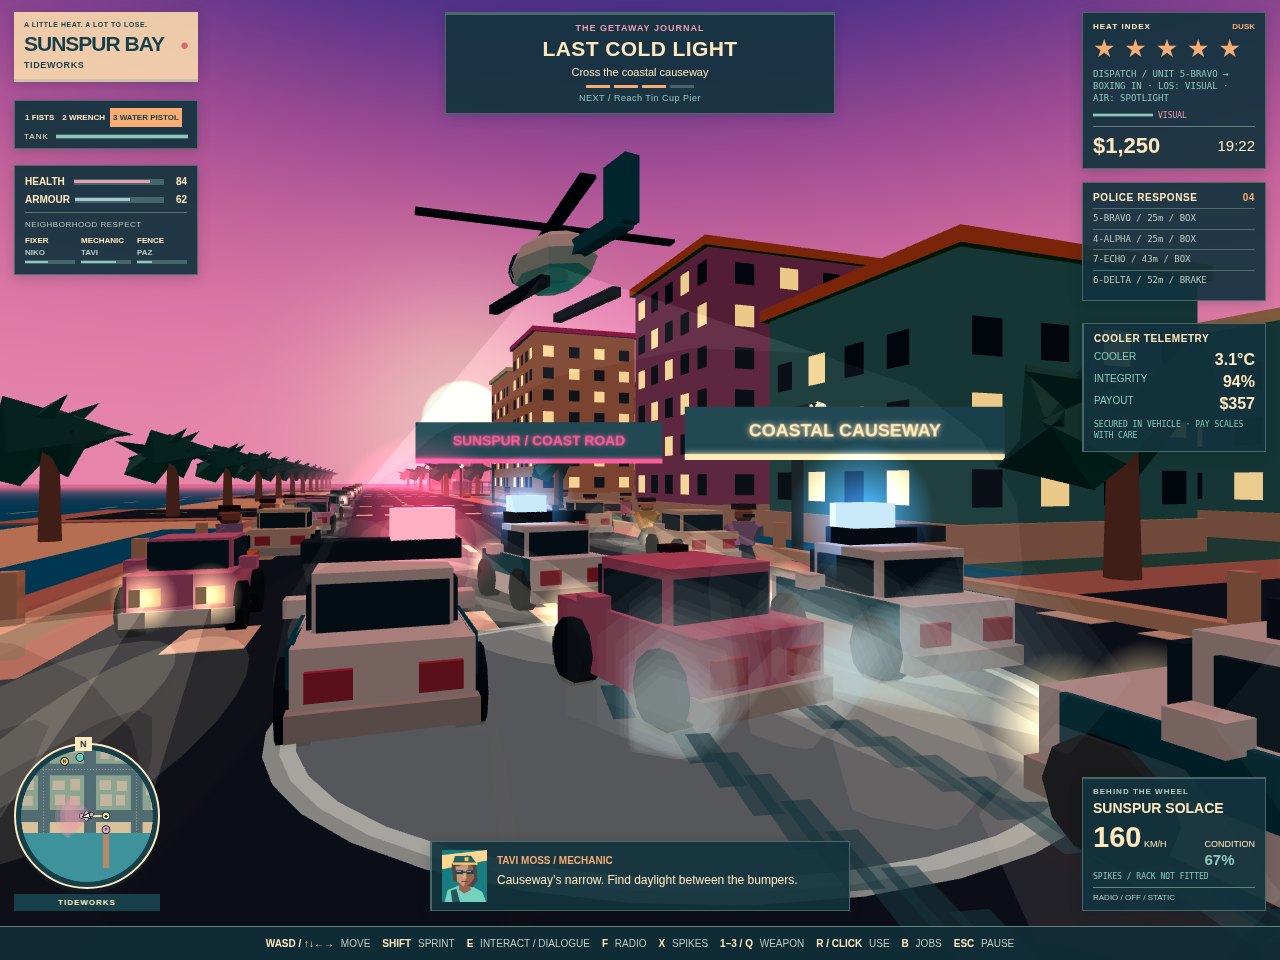 A LITTLE HEAT. A LOT TO LOSE.
SUNSPUR BAY
TIDEWORKS
1 FISTS 2 WRENCH 3 WATER PISTOL
TANK
HEALTH 84
ARMOUR 62
NEIGHBORHOOD RESPECT
FIXER MECHANIC FENCE
NIKO TAVI PAZ
THE GETAWAY JOURNAL
LAST COLD LIGHT
Cross the coastal causeway
NEXT / Reach Tin Cup Pier
HEAT INDEX DUSK
★ ★ ★ ★ ★
DISPATCH / UNIT 5-BRAVO →
BOXING IN · LOS: VISUAL ·
AIR: SPOTLIGHT
VISUAL
$1,250 19:22
POLICE RESPONSE 04
5-BRAVO / 25m / BOX
4-ALPHA / 25m / BOX
7-ECHO / 43m / BOX
6-DELTA / 52m / BRAKE
COOLER TELEMETRY
COOLER 3.1°C
INTEGRITY 94%
PAYOUT $357
SECURED IN VEHICLE · PAY SCALES
WITH CARE
SUNSPUR / COAST ROAD
COASTAL CAUSEWAY
N
TIDEWORKS
TAVI MOSS / MECHANIC
Causeway's narrow. Find daylight between the bumpers.
BEHIND THE WHEEL
SUNSPUR SOLACE
160 KM/H CONDITION
67%
SPIKES / RACK NOT FITTED
RADIO / OFF / STATIC
WASD / ↑↓←→ MOVE SHIFT SPRINT E INTERACT / DIALOGUE F RADIO X SPIKES 1–3 / Q WEAPON R / CLICK USE B JOBS ESC PAUSE